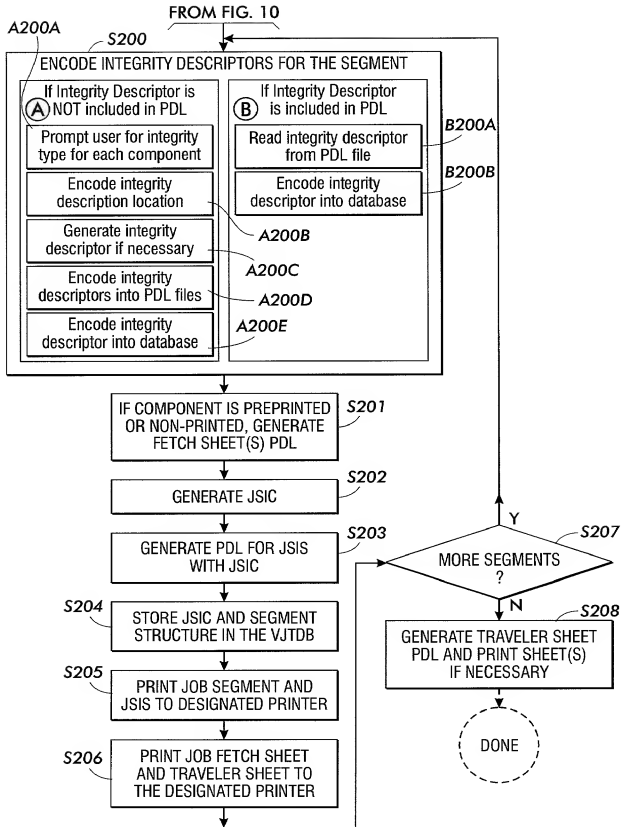 FROM FIG. 10
A200A
S200
ENCODE INTEGRITY DESCRIPTORS FOR THE SEGMENT
If Integrity Descriptor is
A NOT included in PDL
Prompt user for integrity
type for each component
Encode integrity
description location
A200B
Generate integrity
descriptor if necessary
A200C
Encode integrity
descriptors into PDL files
A200D
Encode integrity
descriptor into database
A200E
If Integrity Descriptor
B is included in PDL
Read integrity descriptor
from PDL file
B200A
Encode integrity
descriptor into database
B200B
IF COMPONENT IS PREPRINTED
OR NON-PRINTED, GENERATE
FETCH SHEET(S) PDL
S201
GENERATE JSIC
S202
GENERATE PDL FOR JSIS
WITH JSIC
S203
S204
STORE JSIC AND SEGMENT
STRUCTURE IN THE VJTDB
S205
PRINT JOB SEGMENT AND
JSIS TO DESIGNATED PRINTER
S206
PRINT JOB FETCH SHEET
AND TRAVELER SHEET TO
THE DESIGNATED PRINTER
Y
S207
MORE SEGMENTS
?
N
S208
GENERATE TRAVELER SHEET
PDL AND PRINT SHEET(S)
IF NECESSARY
DONE